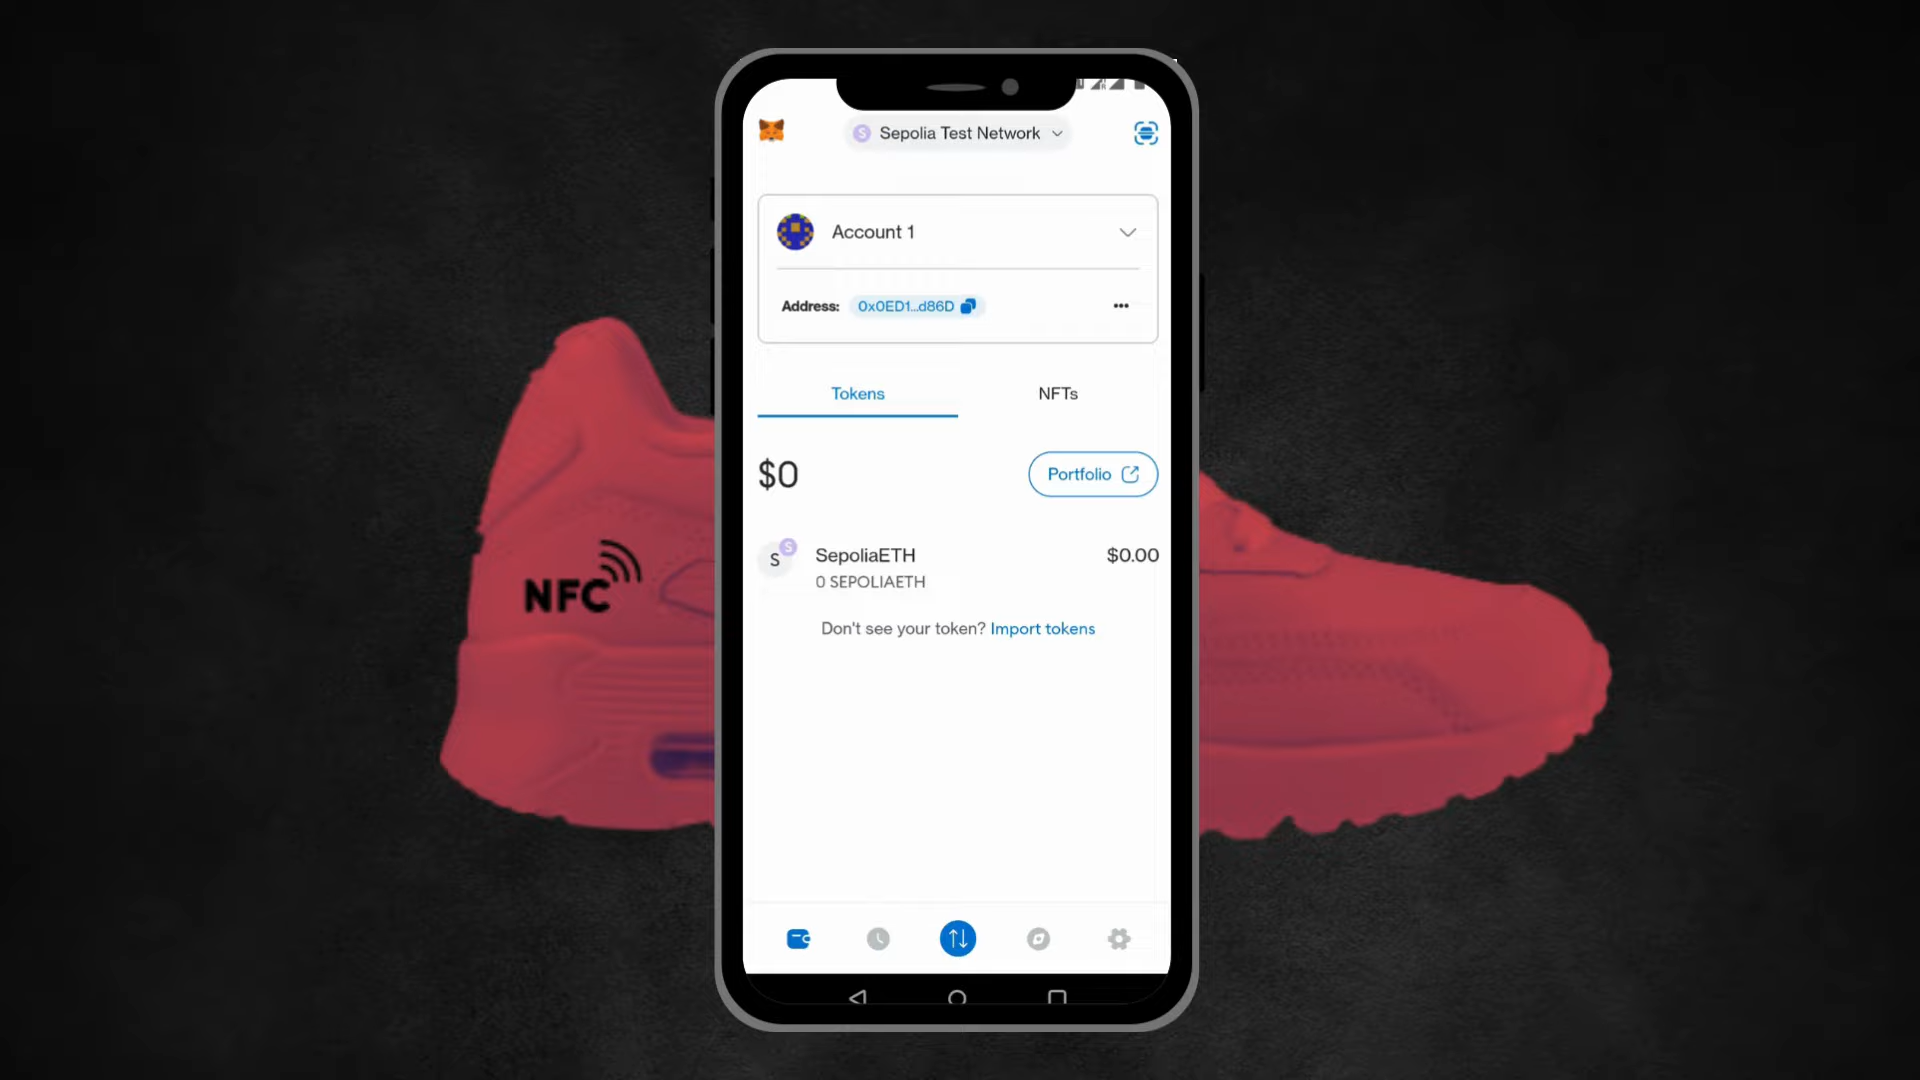 Sepolia Test Network
Account 1
Address: 0x0ED1...d86D
Tokens
NFTs
$0
Portfolio
S
S
SepoliaETH
$0.00
0 SEPOLIAETH
Don't see your token? Import tokens
NFC